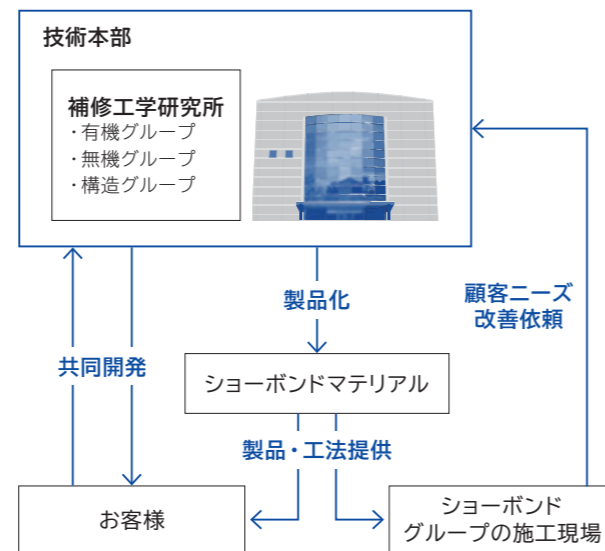 技術本部
補修工学研究所
・有機グループ
・無機グループ
・構造グループ
製品化
顧客ニーズ
改善依頼
共同開発
ショーボンドマテリアル
製品・工法提供
お客様
ショーボンド
グループの施工現場